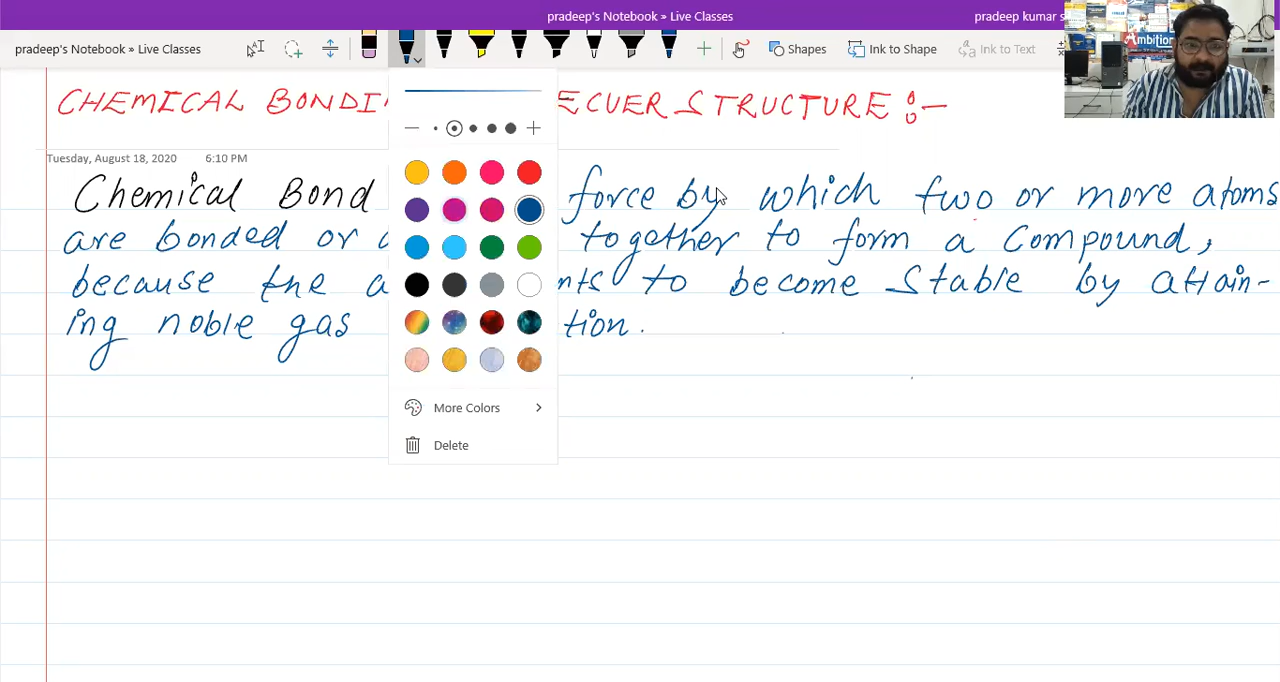 pradeep's Notebook » Live Classes
pradeep kumar s
pradeep's Notebook » Live Classes
Shapes
Ink to Shape
Ink to Text
Ambition
CHEMICAL BONDI ECUER STRUCTURE :-
Tuesday, August 18, 2020 6:10 PM
Chemical Bond force by which two or more atoms
are bonded or together to form a Compound,
because the a nts to become Stable by attain-
ing noble gas tion.
More Colors
Delete